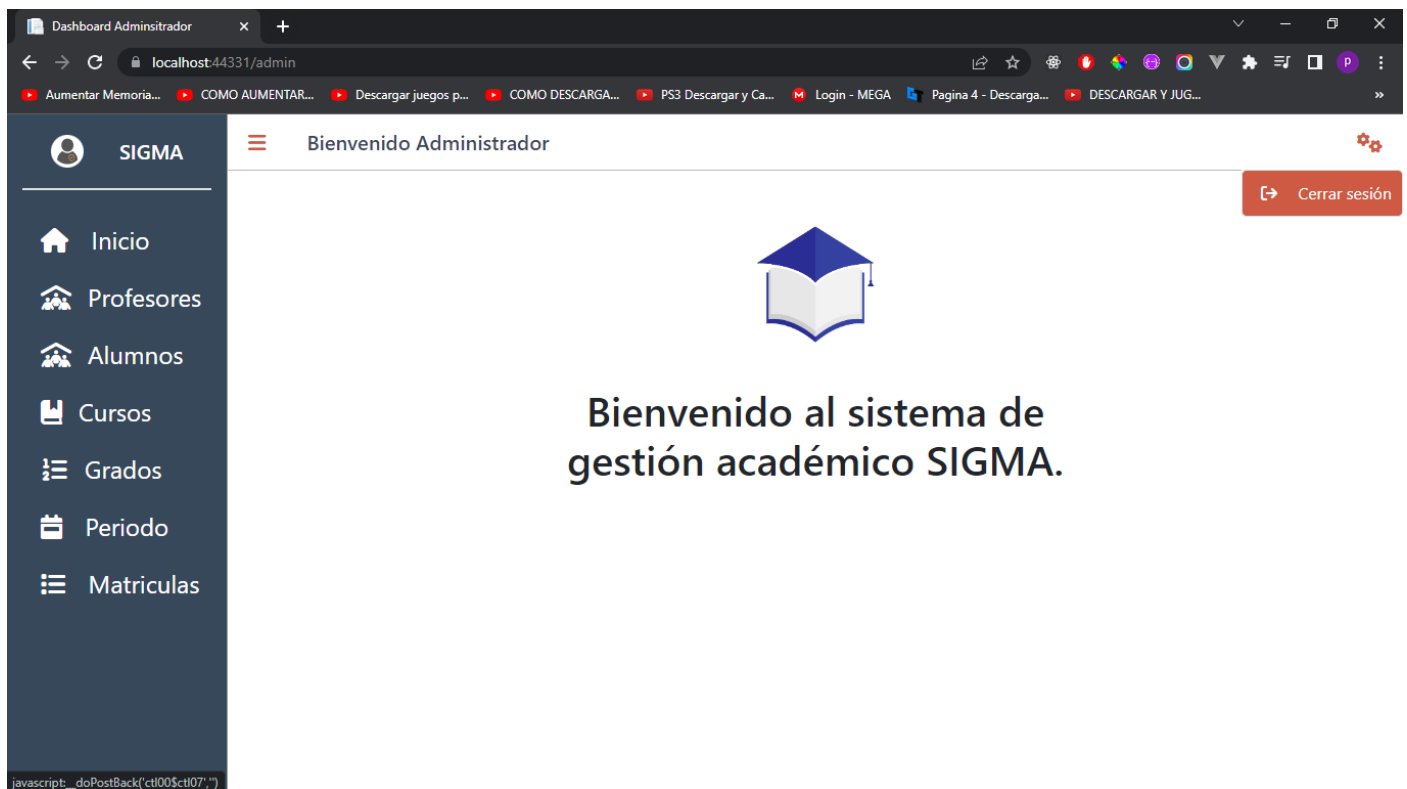 Dashboard Adminsitrador
localhost:44331/admin
P
Aumentar Memoria... COMO AUMENTAR... Descargar juegos p... COMO DESCARGA... PS3 Descargar y Ca... M Login - MEGA Pagina 4 - Descarga... DESCARGAR Y JUG... »
SIGMA
Bienvenido Administrador
Cerrar sesión
Inicio
Profesores
Alumnos
Cursos
Grados
Periodo
Matriculas
Bienvenido al sistema de
gestión académico SIGMA.
javascript:__doPostBack('ctl00$ctl07','')